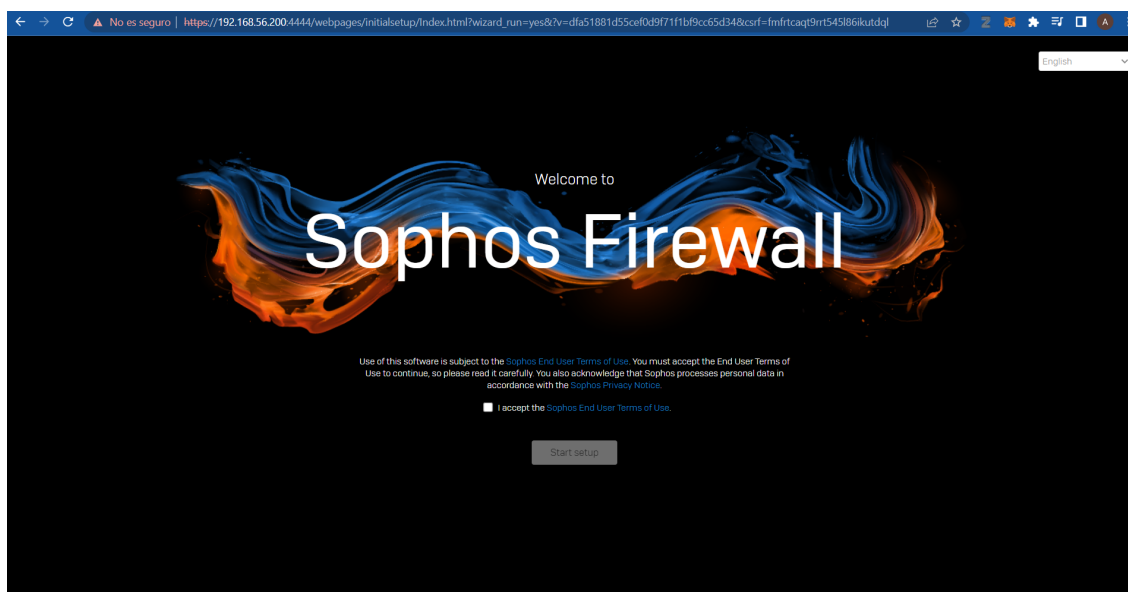 No es seguro | https://192.168.56.200:4444/webpages/initialsetup/Index.html?wizard_run=yes&?v=dfa51881d55cef0d9f71f1bf9cc65d34&csrf=fmfrtcaqt9rrt545l86ikutdql
Z
A
English
Welcome to
Sophos Firewall
Use of this software is subject to the Sophos End User Terms of Use. You must accept the End User Terms of
Use to continue, so please read it carefully. You also acknowledge that Sophos processes personal data in
accordance with the Sophos Privacy Notice.
I accept the Sophos End User Terms of Use.
Start setup